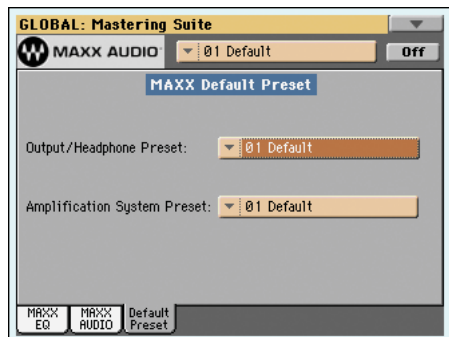 GLOBAL: Mastering Suite
MAXX AUDIO 01 Default Off
MAXX Default Preset
Output/Headphone Preset: 01 Default
Amplification System Preset: 01 Default
MAXX EQ MAXX AUDIO Default Preset